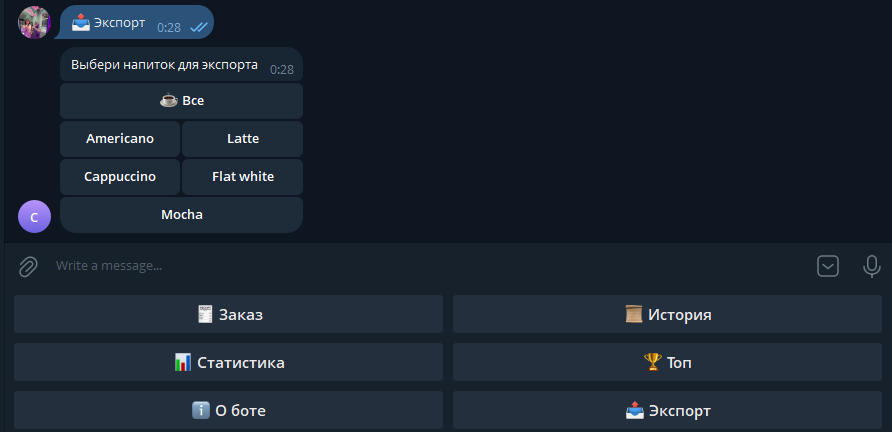 Экспорт 0:28
Выбери напиток для экспорта 0:28
Все
Americano Latte
Cappuccino Flat white
Mocha
C
Write a message...
Заказ История
Статистика Топ
О боте Экспорт